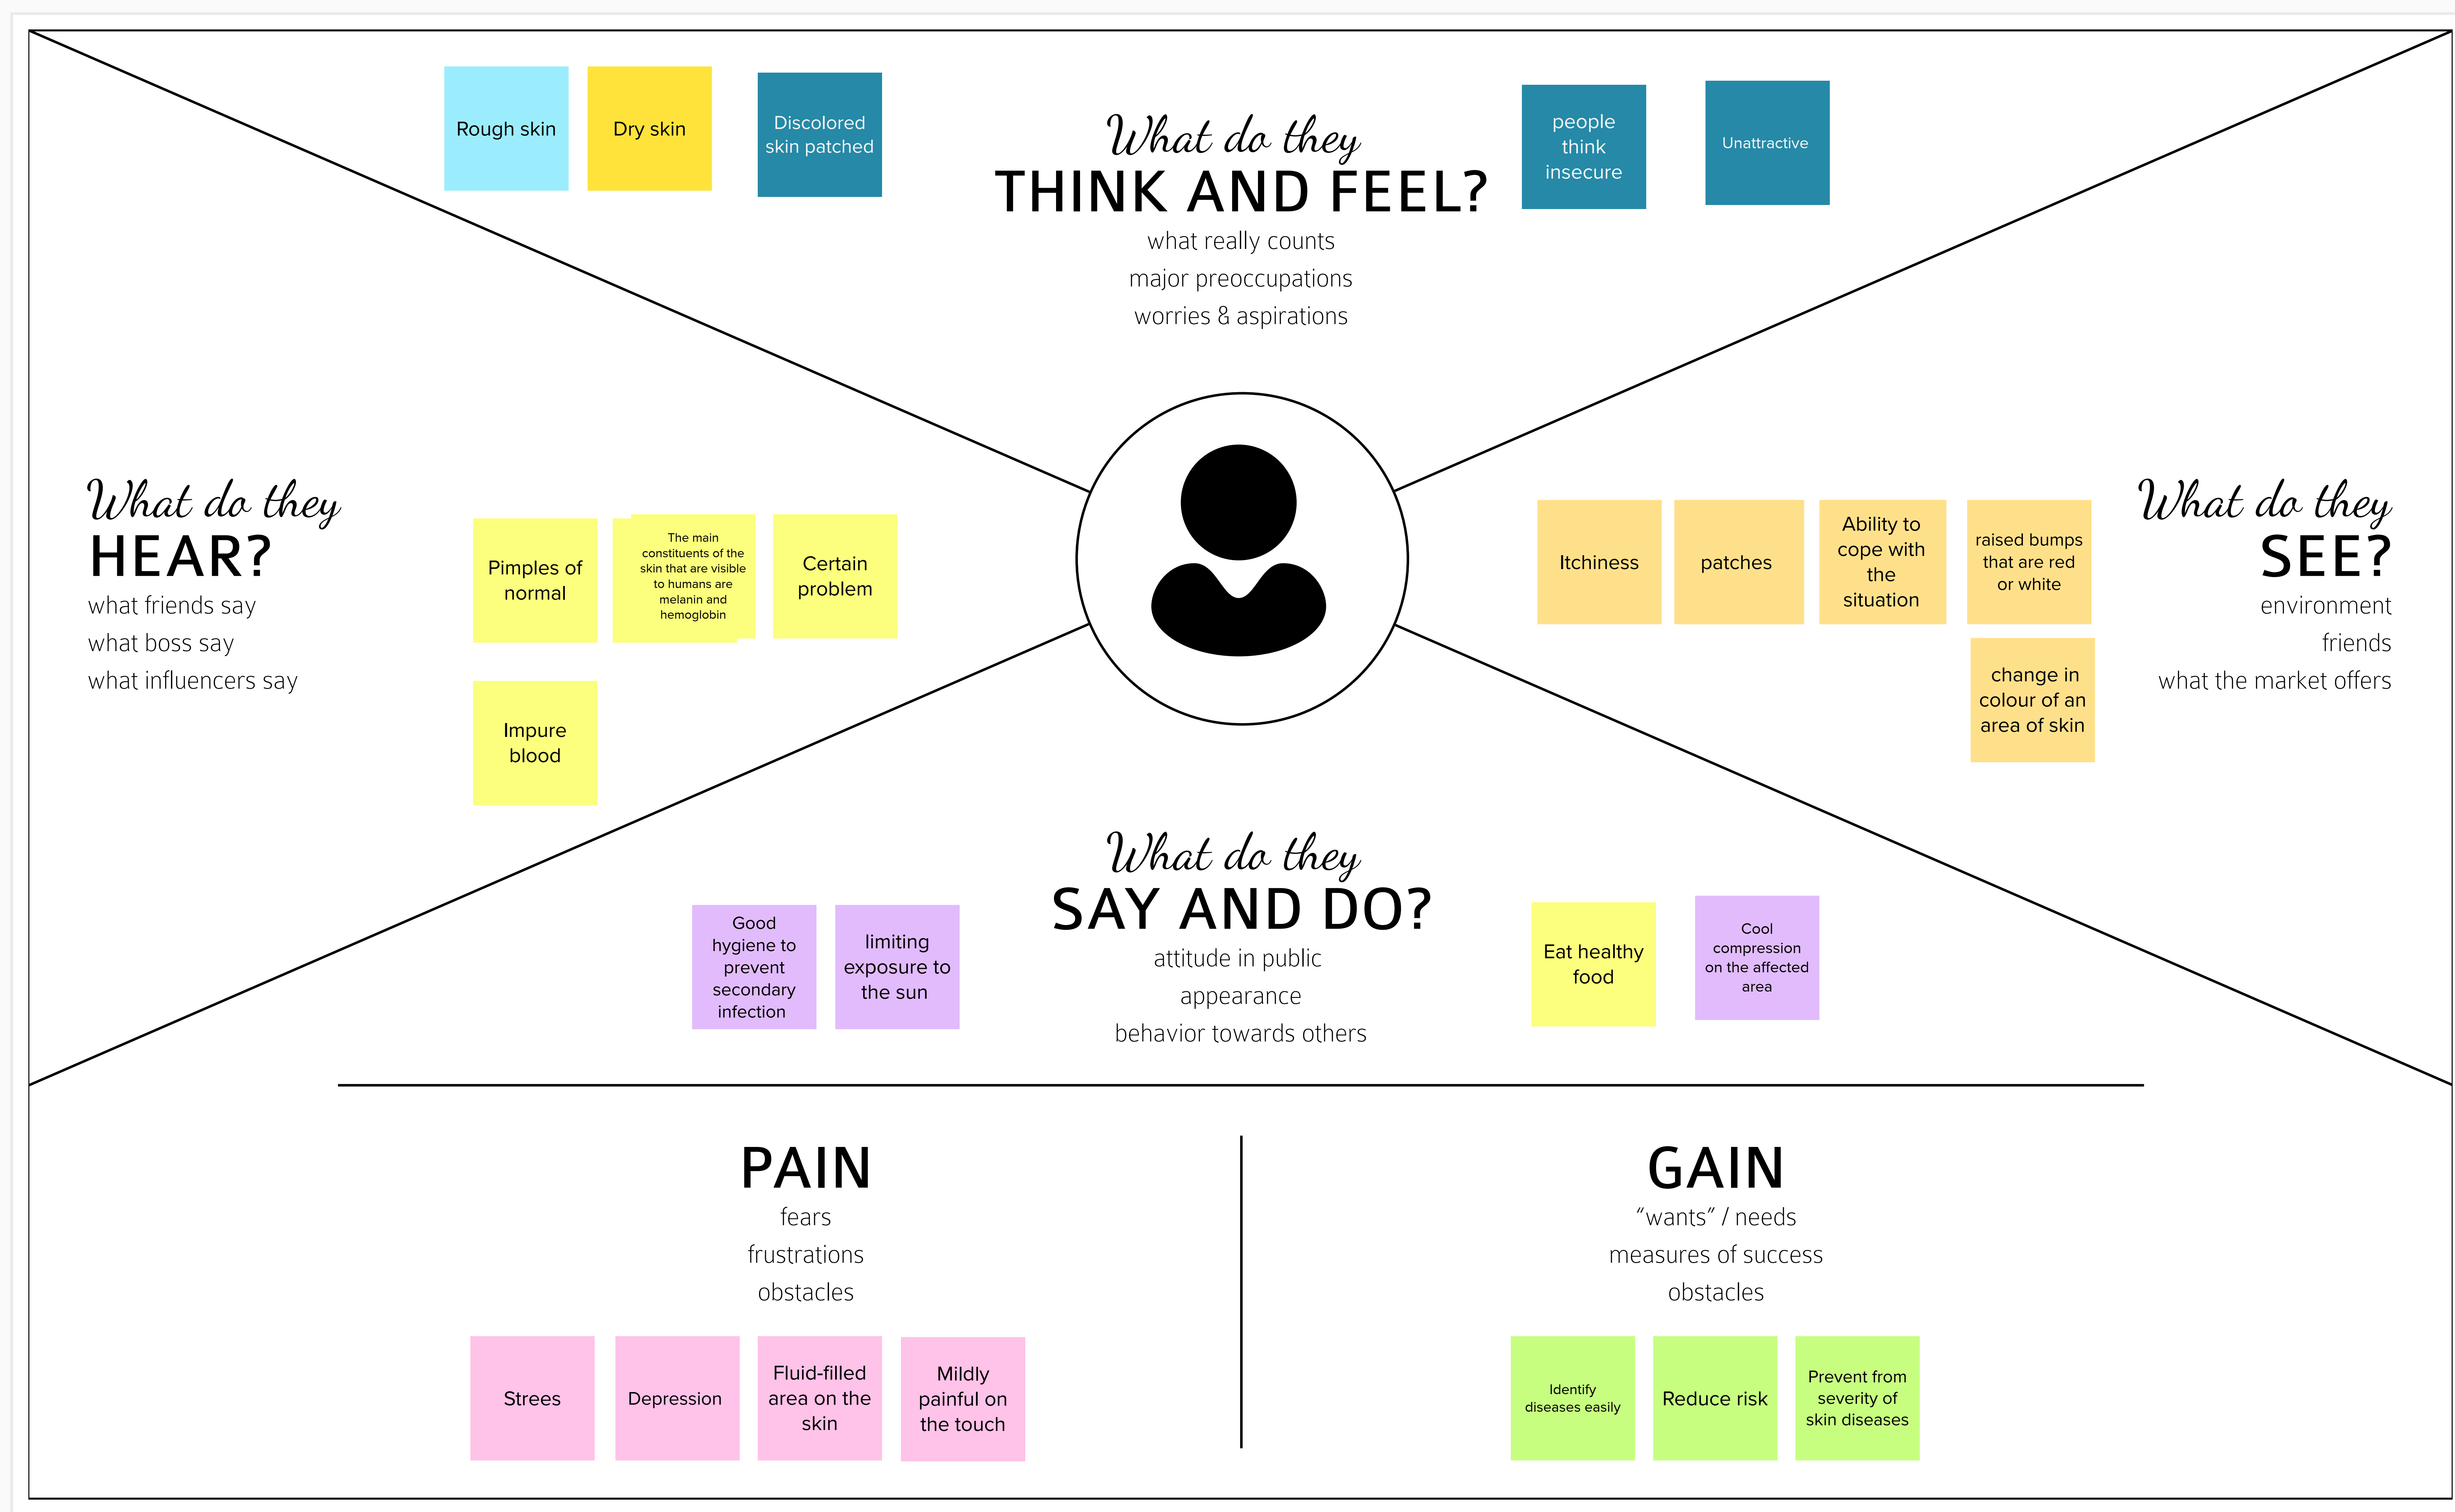 Rough skin
Dry skin
Discolored
skin patched
What do they
THINK AND FEEL?
what really counts
major preoccupations
worries & aspirations
people
think
insecure
Unattractive
What do they
HEAR?
what friends say
what boss say
what influencers say
Pimples of
normal
The main
constituents of the
skin that are visible
to humans are
melanin and
hemoglobin
Certain
problem
Impure
blood
Itchiness
patches
Ability to
cope with
the
situation
raised bumps
that are red
or white
change in
colour of an
area of skin
What do they
SEE?
environment
friends
what the market offers
Good
hygiene to
prevent
secondary
infection
limiting
exposure to
the sun
What do they
SAY AND DO?
attitude in public
appearance
behavior towards others
Eat healthy
food
Cool
compression
on the affected
area
PAIN
fears
frustrations
obstacles
Strees
Depression
Fluid-filled
area on the
skin
Mildly
painful on
the touch
GAIN
“wants” / needs
measures of success
obstacles
Identify
diseases easily
Reduce risk
Prevent from
severity of
skin diseases